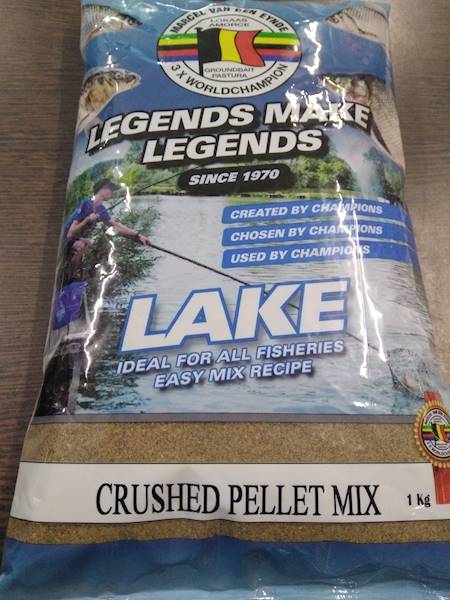 MARCEL VAN DEN EYNDE
LOKAAS
AMORCE
GROUNDBAIT
PASTURA
3 X WORLDCHAMPION
LEGENDS MAKE
LEGENDS
SINCE 1970
CREATED BY CHAMPIONS
CHOSEN BY CHAMPIONS
USED BY CHAMPIONS
LAKE
IDEAL FOR ALL FISHERIES
EASY MIX RECIPE
CRUSHED PELLET MIX
1 Kg